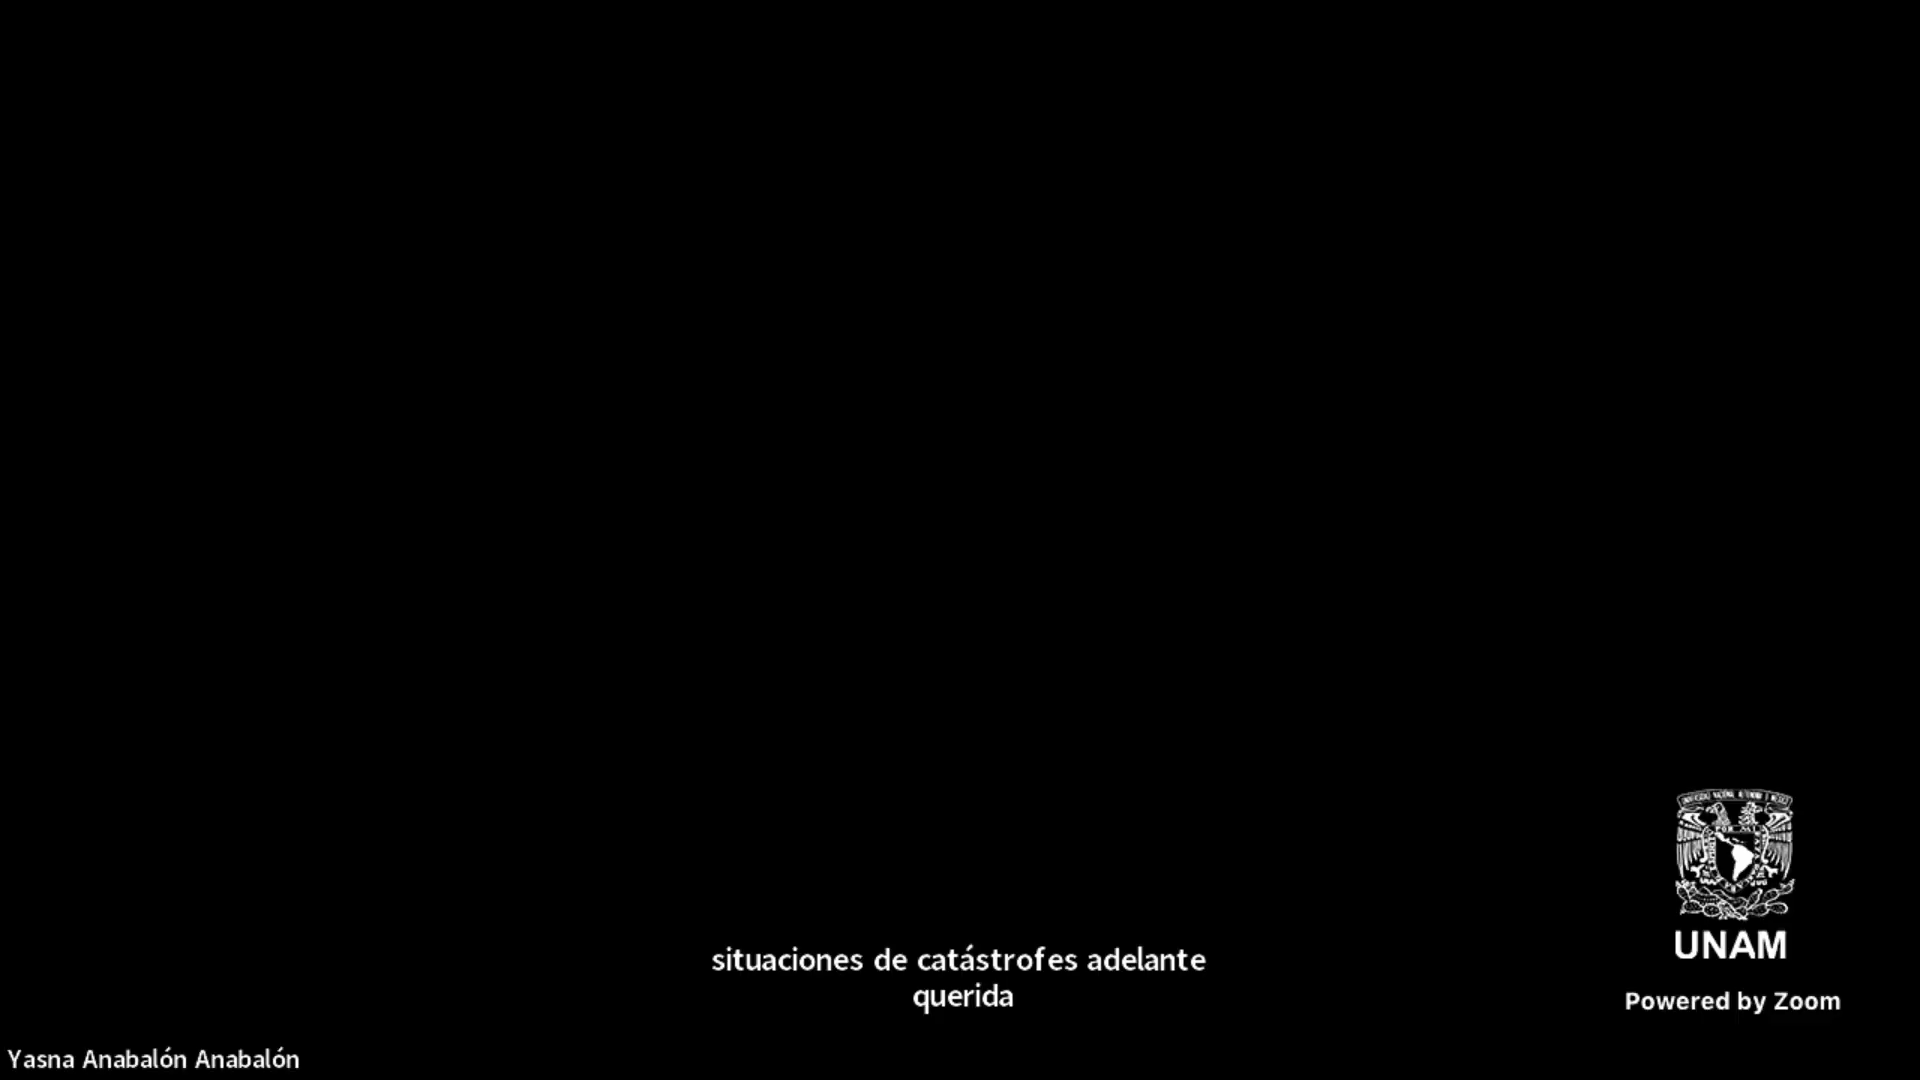 situaciones de catástrofes adelante
querida
UNAM
Powered by Zoom
Yasna Anabalón Anabalón